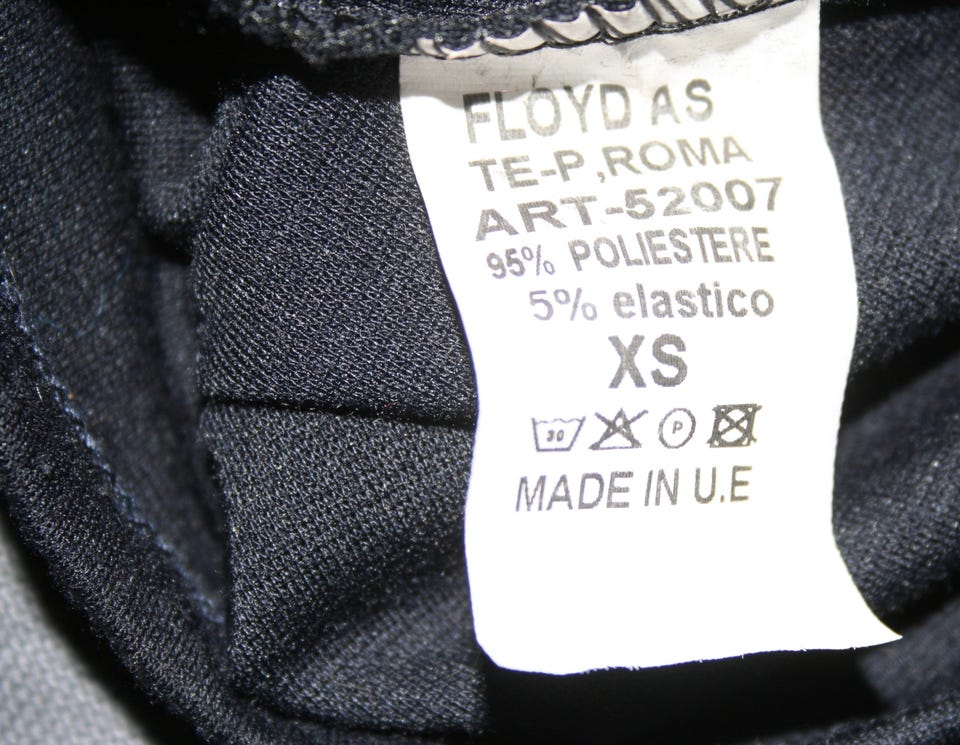 FLOYD AS
TE-P,ROMA
ART-52007
95% POLIESTERE
5% elastico
XS
30 P
MADE IN U.E